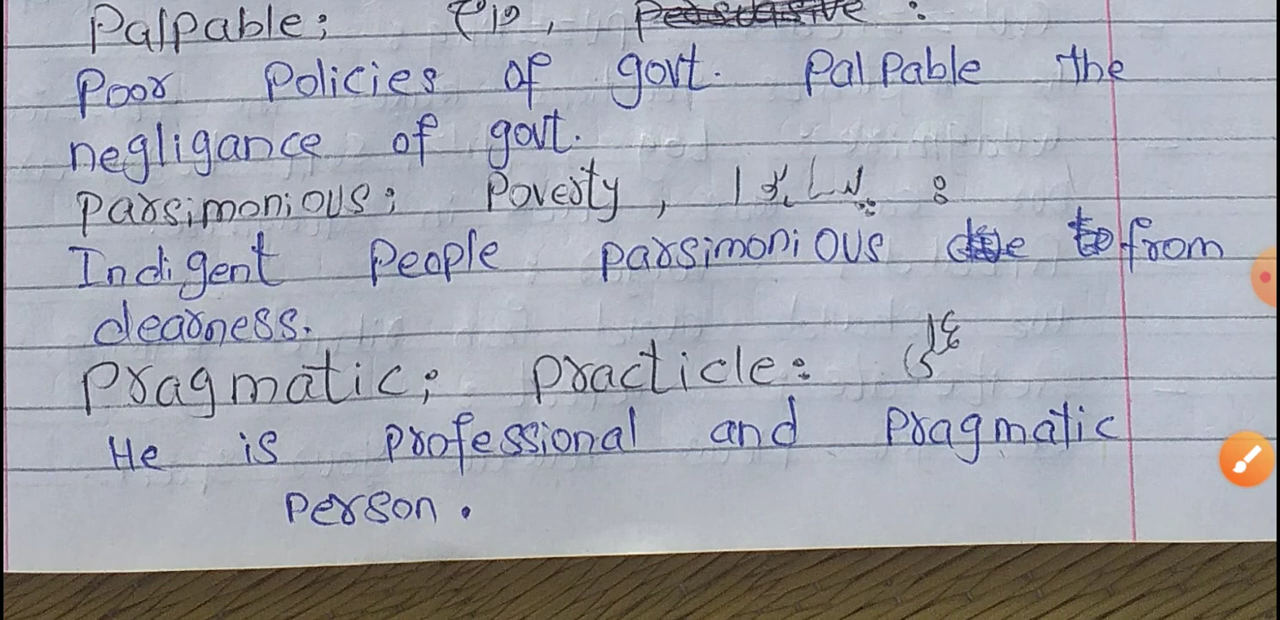 Palpable;
Poor Policies of govt. Palpable the
negligance of govt.
Parsimonious; Poverty, :
Indigent People parsimonious from
dearness.
Pragmatic; Practicle:
He is Professional and Pragmatic
Person.